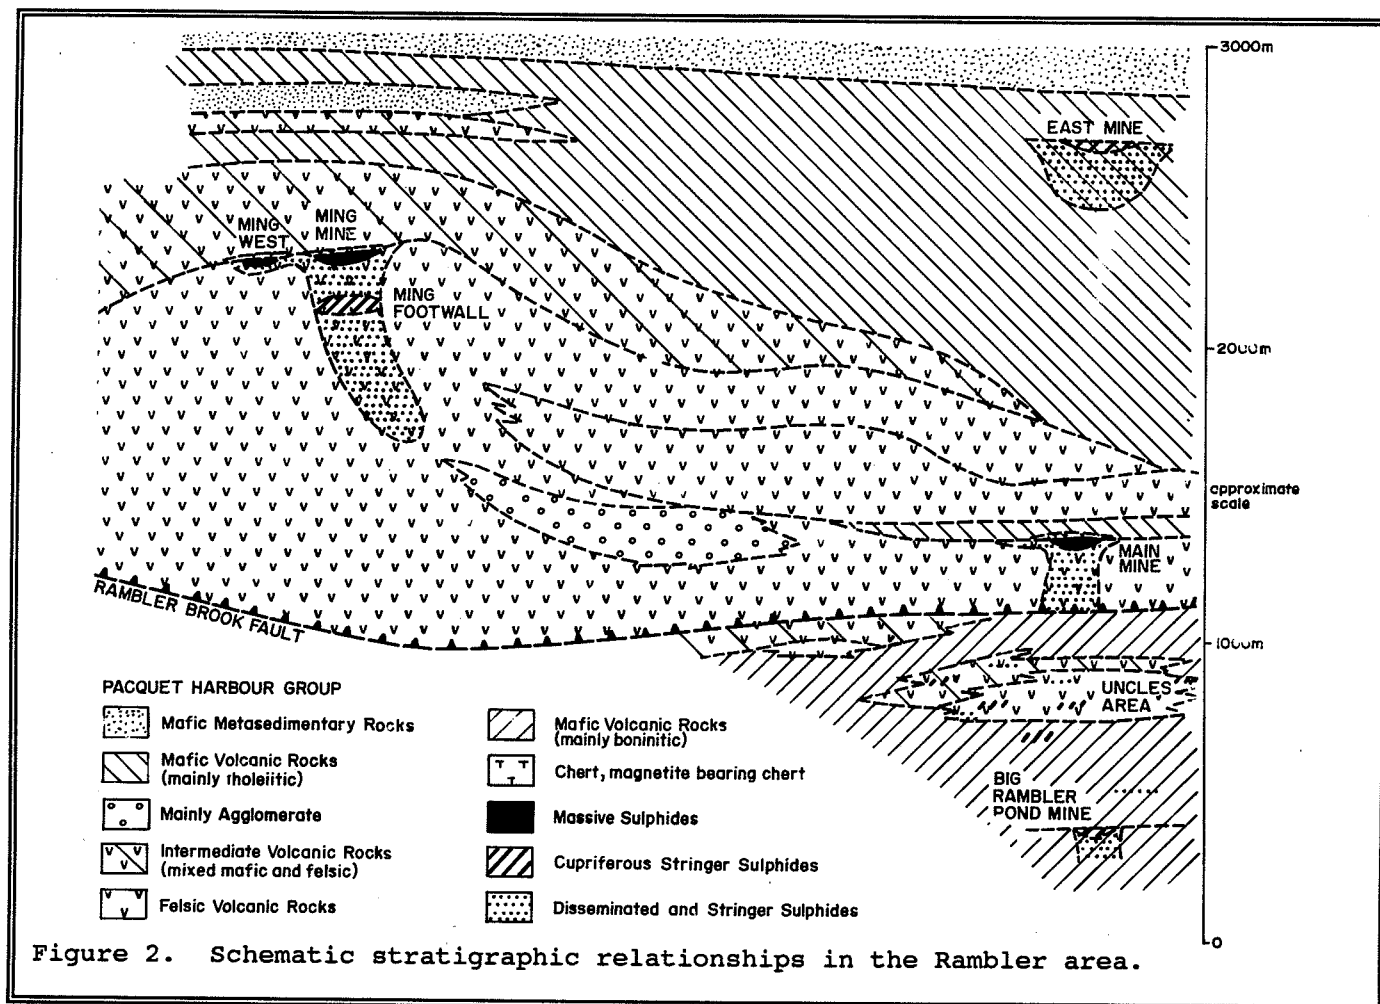 3000m
EAST MINE
MING
WEST
MING
MINE
MING
FOOTWALL
2000m
approximate
scale
MAIN
MINE
RAMBLER BROOK FAULT
1000m
UNCLES
AREA
BIG
RAMBLER
POND MINE
0
PACQUET HARBOUR GROUP
Mafic Metasedimentary Rocks
Mafic Volcanic Rocks
(mainly tholeiitic)
Mainly Agglomerate
Intermediate Volcanic Rocks
(mixed mafic and felsic)
Felsic Volcanic Rocks
Mafic Volcanic Rocks
(mainly boninitic)
Chert, magnetite bearing chert
Massive Sulphides
Cupriferous Stringer Sulphides
Disseminated and Stringer Sulphides
Figure 2. Schematic stratigraphic relationships in the Rambler area.